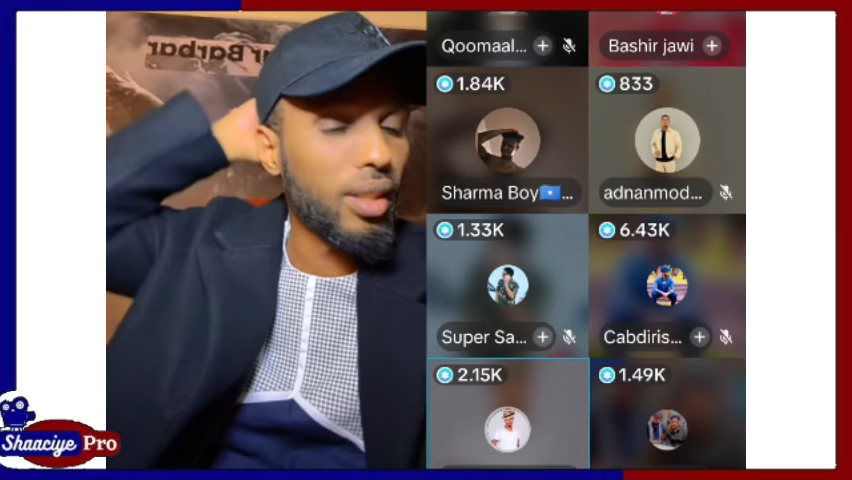 r Barbar
Qoomaal...
Bashir jawi
1.84K
833
Sharma Boy🇸🇴...
adnanmod...
1.33K
6.43K
Super Sa...
Cabdiris...
2.15K
1.49K
Shaaciye Pro